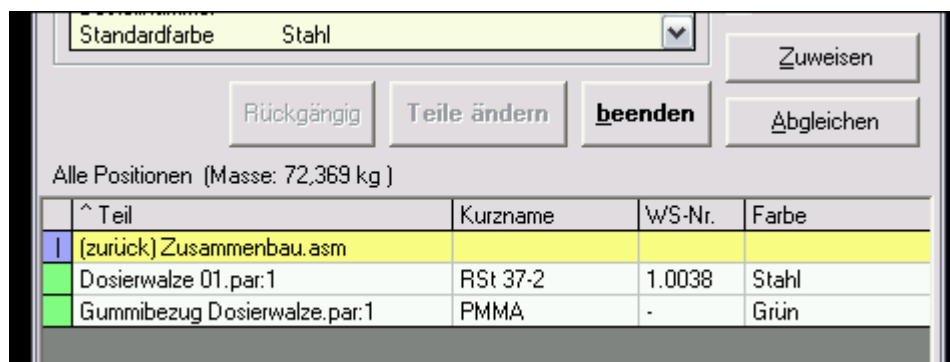 Standardfarbe Stahl
Zuweisen
Rückgängig Teile ändern beenden Abgleichen
Alle Positionen (Masse: 72,369 kg )
^ Teil Kurzname WS-Nr. Farbe
(zurück) Zusammenbau.asm
Dosierwalze 01.par:1 RSt 37-2 1.0038 Stahl
Gummibezug Dosierwalze.par:1 PMMA - Grün